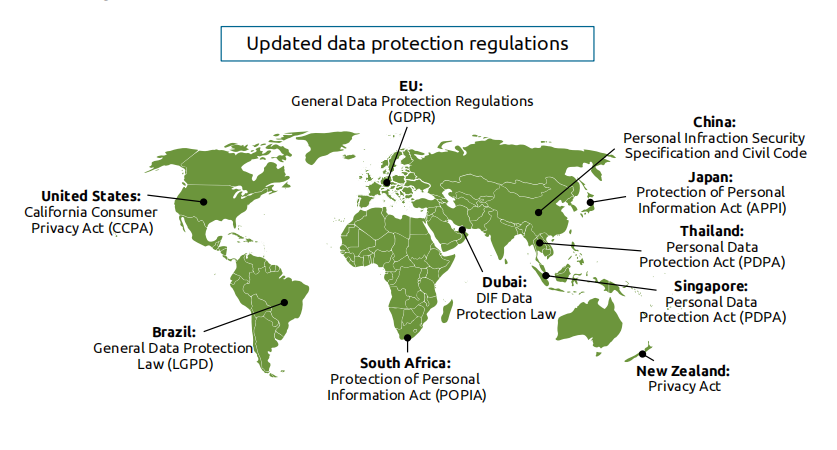 Updated data protection regulations
EU:
General Data Protection Regulations
(GDPR)
China:
Personal Infraction Security
Specification and Civil Code
Japan:
Protection of Personal
Information Act (APPI)
United States:
California Consumer
Privacy Act (CCPA)
Thailand:
Personal Data
Protection Act (PDPA)
Dubai:
DIF Data
Protection Law
Singapore:
Personal Data
Protection Act (PDPA)
Brazil:
General Data Protection
Law (LGPD)
South Africa:
Protection of Personal
Information Act (POPIA)
New Zealand:
Privacy Act